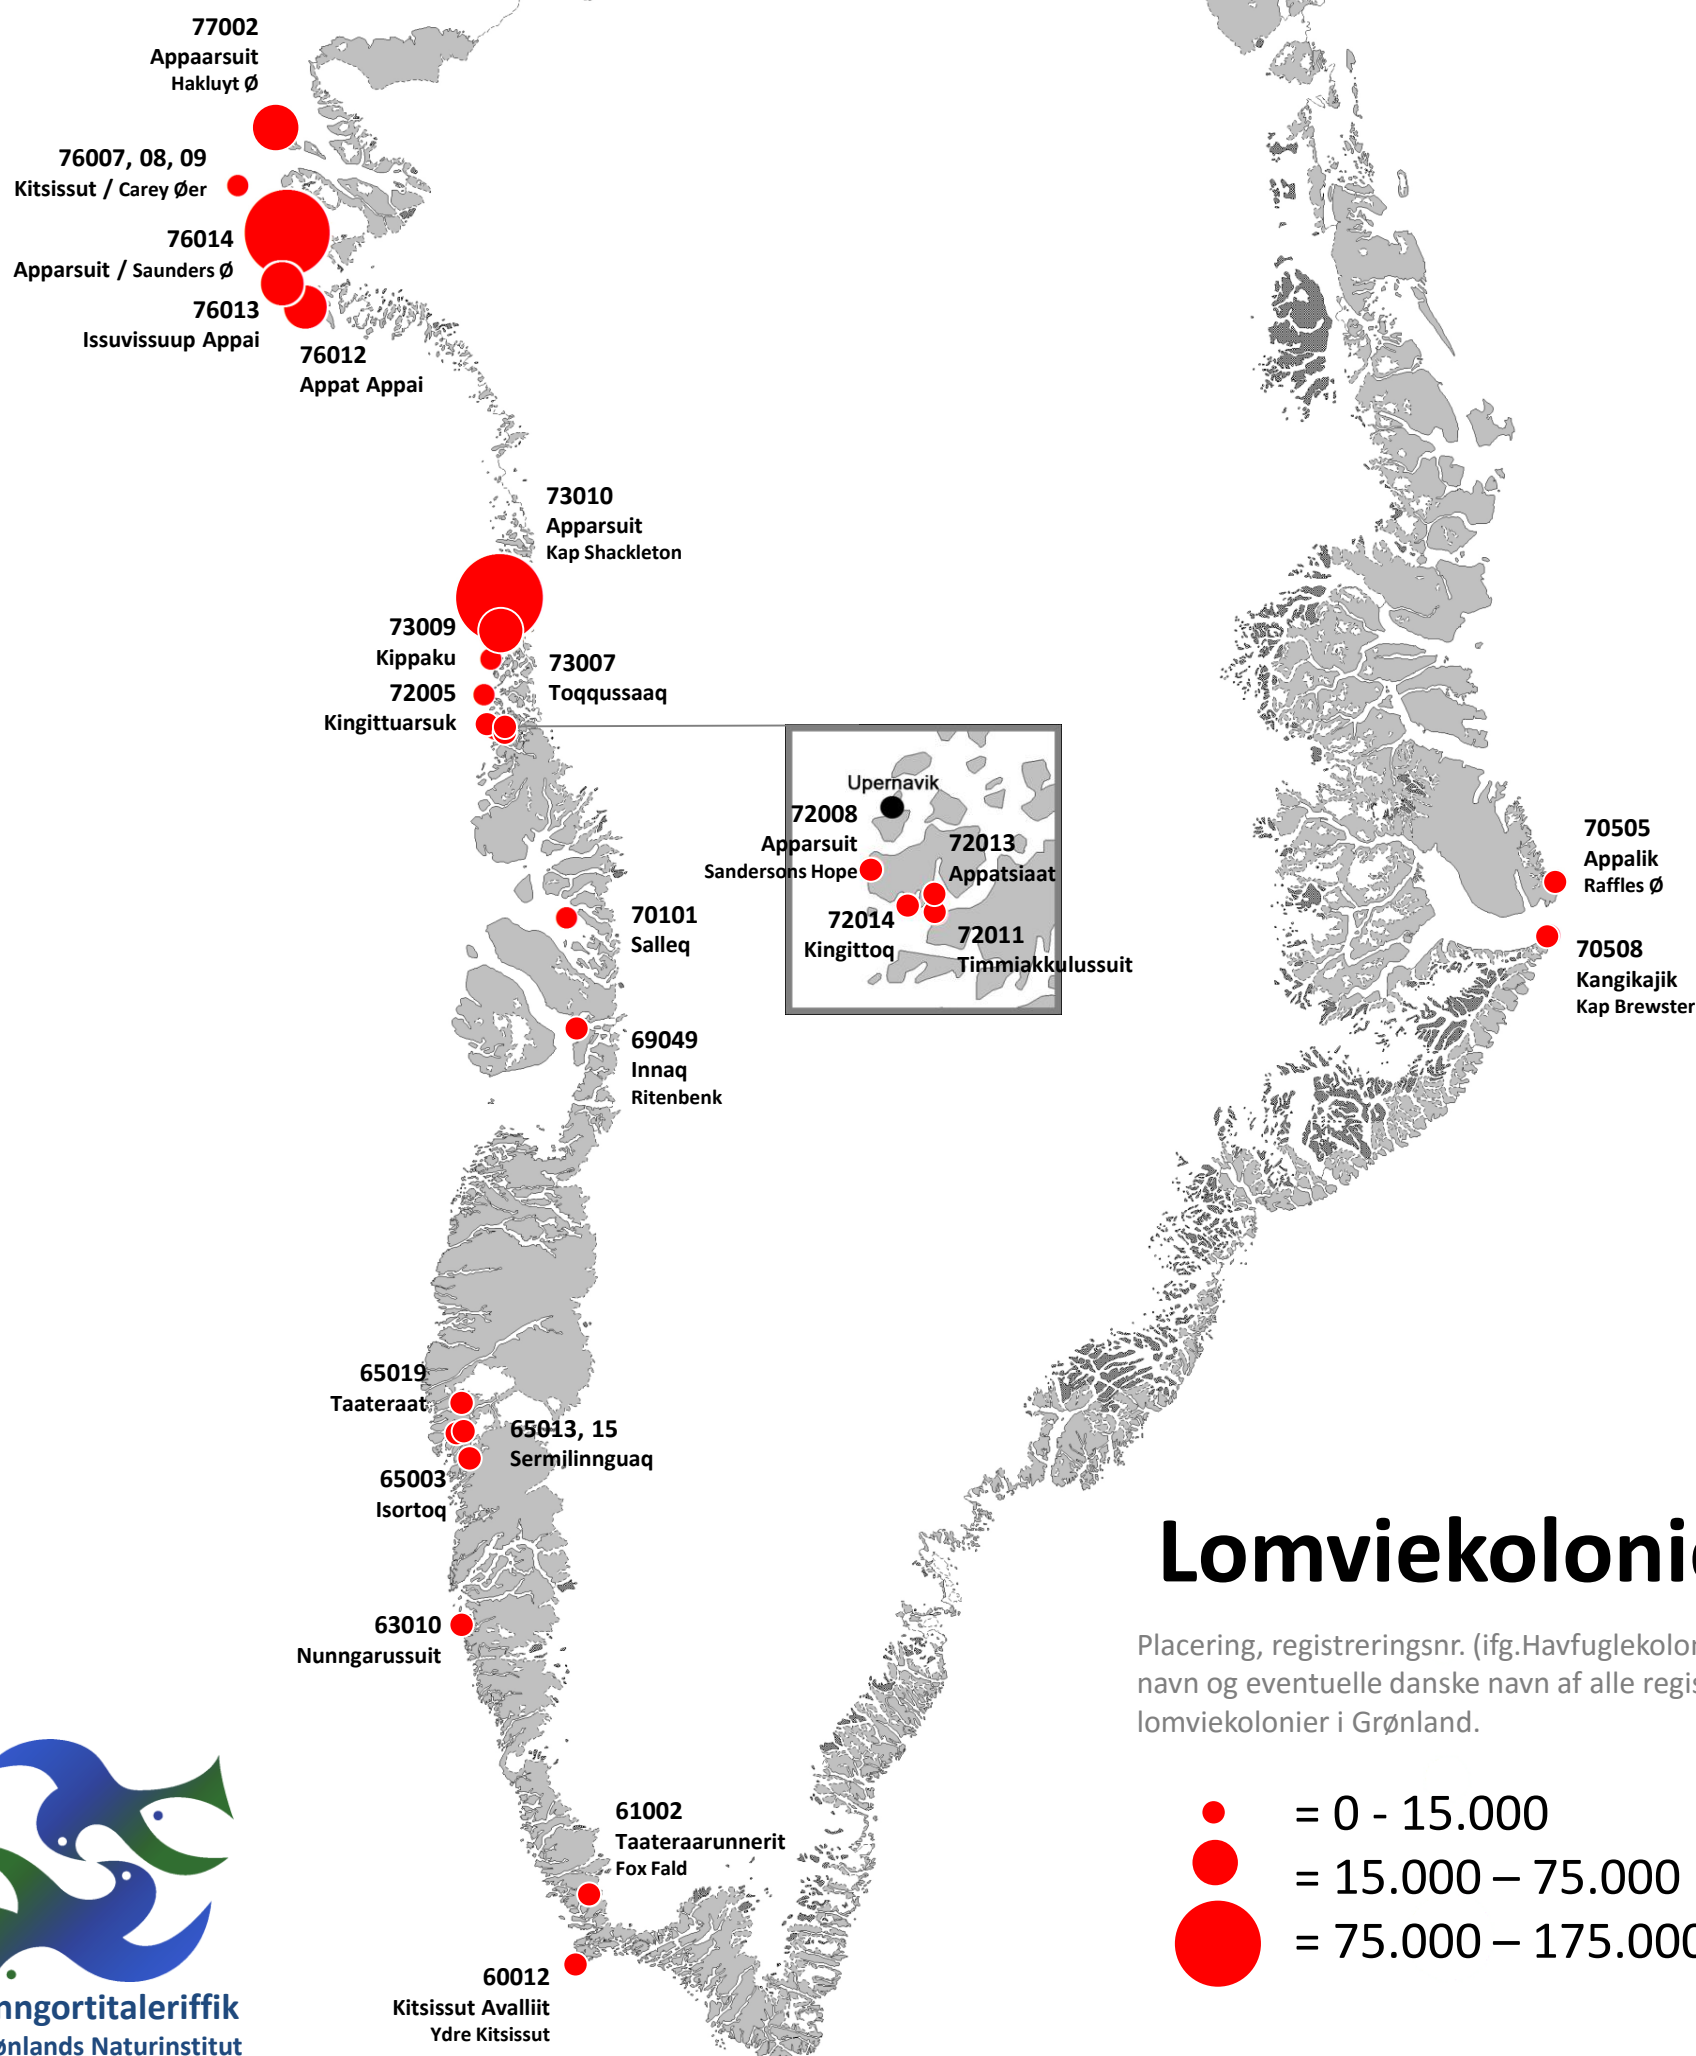 77002
Appaarsuit
Hakluyt Ø
76007, 08, 09
Kitsissut / Carey Øer
76014
Apparsuit / Saunders Ø
76013
Issuvissuup Appai
76012
Appat Appai
73010
Apparsuit
Kap Shackleton
73009
Kippaku
73007
Toqqussaaq
72005
Kingittuarsuk
Upernavik
72008
Apparsuit
Sandersons Hope
72013
Appatsiaat
72014
Kingittoq
72011
Timmiakkulussuit
70505
Appalik
Raffles Ø
70508
Kangikajik
Kap Brewster
70101
Salleq
69049
Innaq
Ritenbenk
65019
Taateraat
65013, 15
Sermilinnguaq
65003
Isortoq
63010
Nunngarussuit
61002
Taateraarunnerit
Fox Fald
60012
Kitsissut Avalliit
Ydre Kitsissut
Lomviekolonie
Placering, registreringsnr. (ifg.Havfuglekolon
navn og eventuelle danske navn af alle regis
lomviekolonier i Grønland.
= 0 - 15.000
= 15.000 – 75.000
= 75.000 – 175.000
nngortitaleriffik
ønlands Naturinstitut